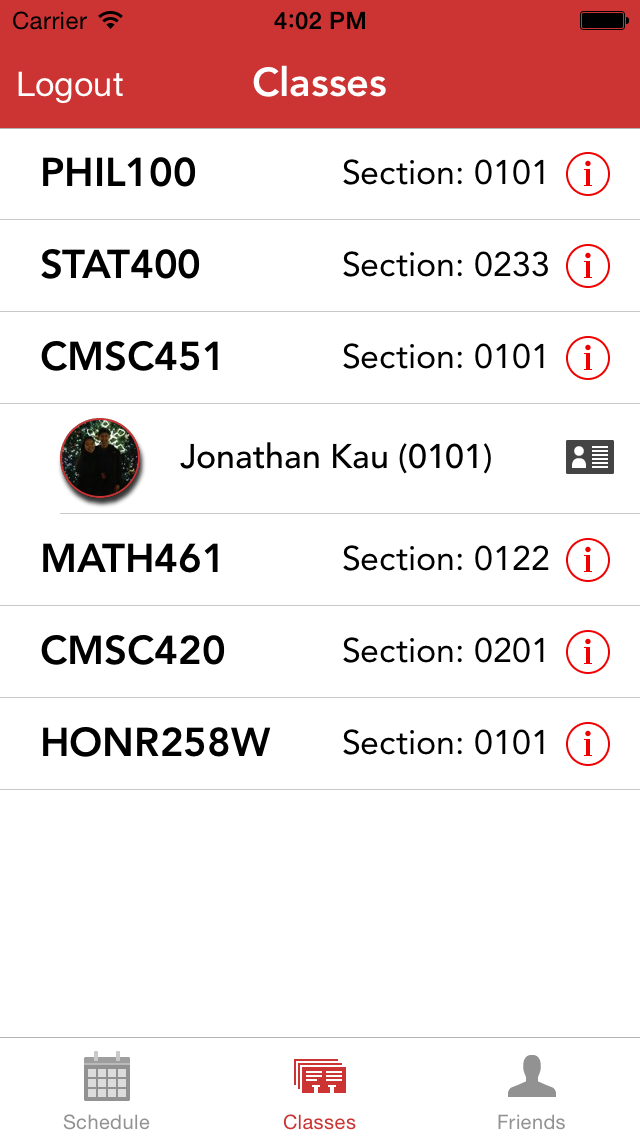 Carrier 4:02 PM
Logout Classes
PHIL100 Section: 0101 i
STAT400 Section: 0233 i
CMSC451 Section: 0101 i
Jonathan Kau (0101)
MATH461 Section: 0122 i
CMSC420 Section: 0201 i
HONR258W Section: 0101 i
Schedule Classes Friends